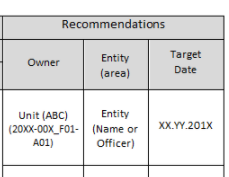 Recommendations
Owner
Entity
(area)
Target
Date
Unit (ABC)
(20XX-00X_F01-
A01)
Entity
(Name or
Officer)
XX.YY.201X